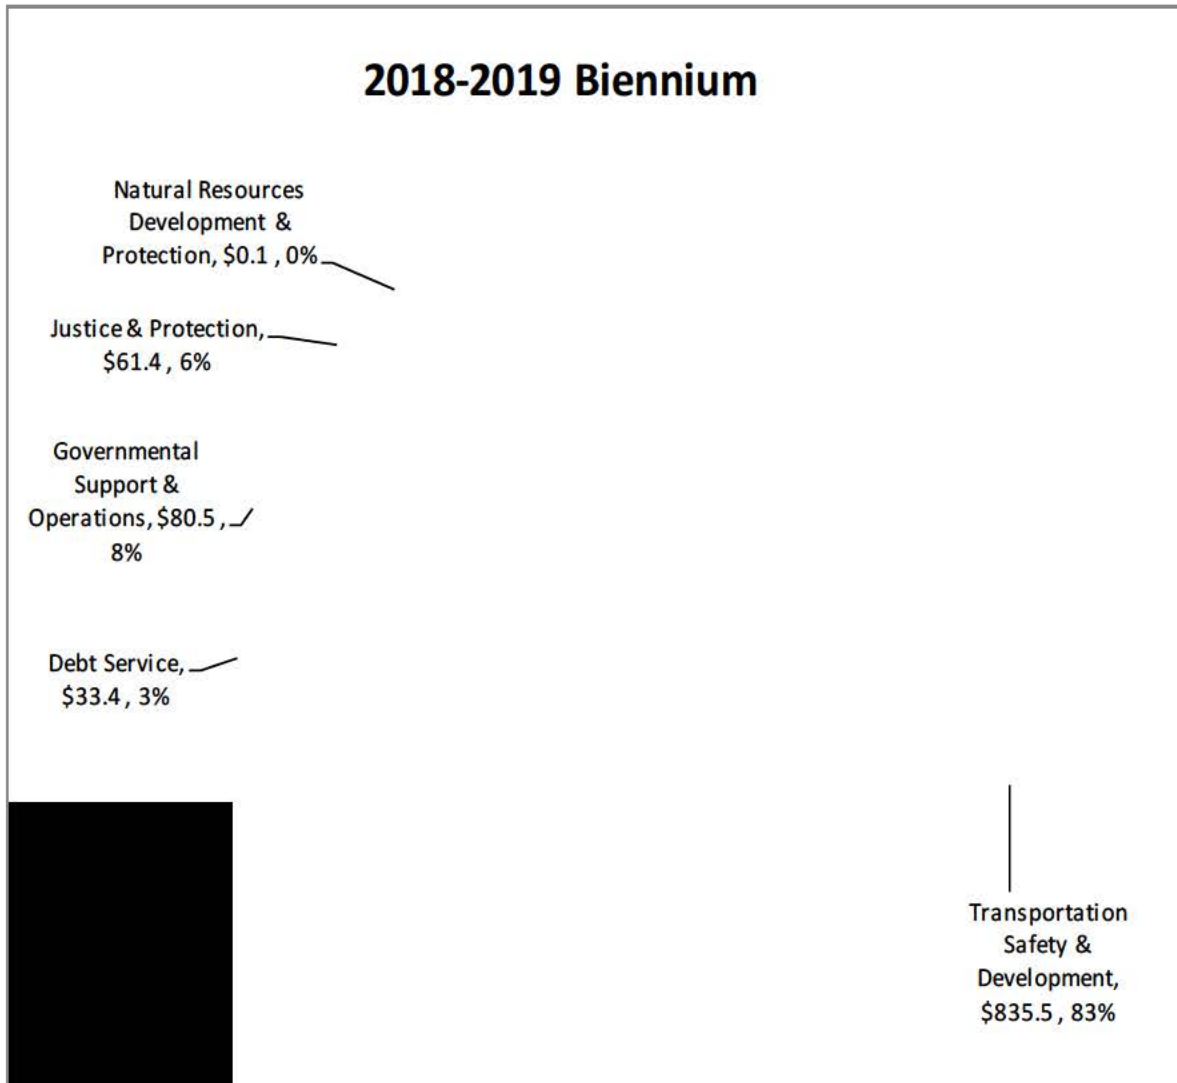 2018-2019 Biennium
Natural Resources
Development &
Protection, $0.1 , 0%
Justice & Protection,
$61.4 , 6%
Governmental
Support &
Operations, $80.5 ,
8%
Debt Service,
$33.4 , 3%
Transportation
Safety &
Development,
$835.5 , 83%